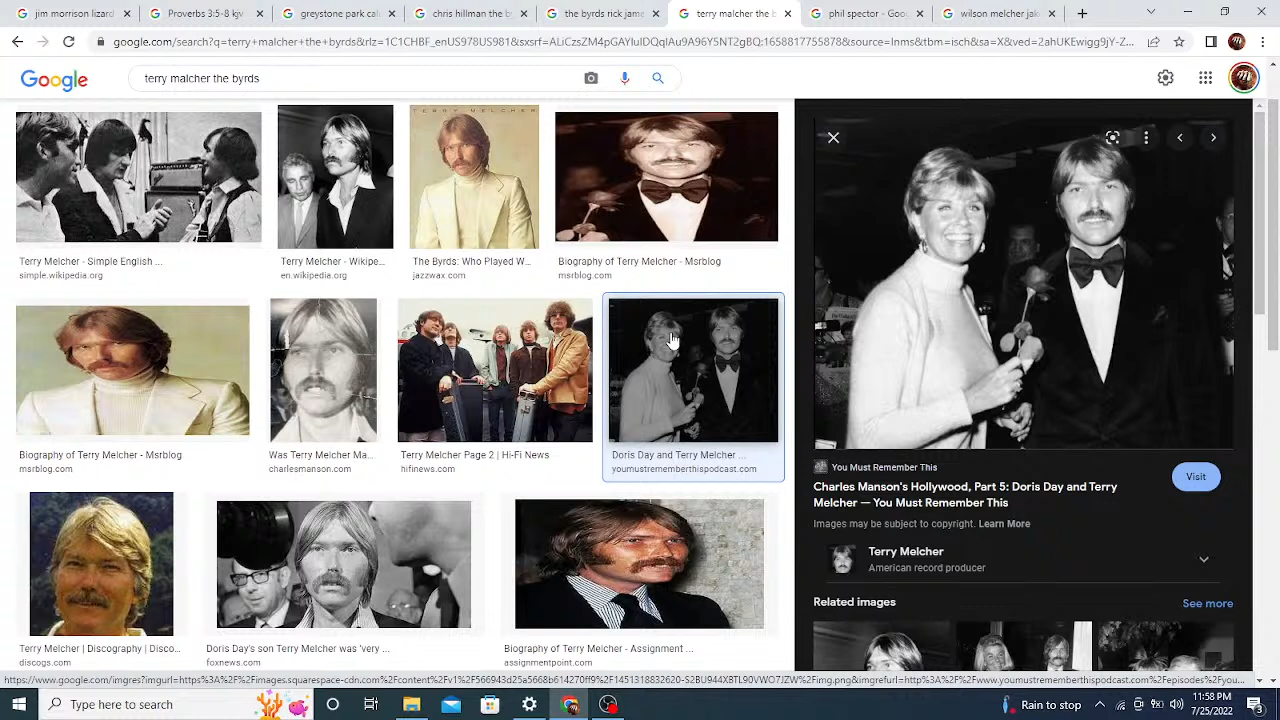 jim lizard manza
Proverbs 3:5-8 kjv
greystone park cali
chris hillman the by
the byrds rick jame
terry malcher the b
phil spector - Goo
wilson melcher jak
google.com/search?q=terry+malcher+the+byrds&rlz=1C1CHBF_enUS978US981&sxsrf=ALiCzsZM4pGAYIulDQqIAu9A96Y5NT2gBQ:1658817755878&source=lnms&tbm=isch&sa=X&ved=2ahUKEwigg9jY-Z...
Google
terry malcher the byrds
TERRY MELCHER
Terry Melcher - Simple English ...
simple.wikipedia.org
Terry Melcher - Wikipe...
en.wikipedia.org
The Byrds: Who Played W...
jazzwax.com
Biography of Terry Melcher - Msrblog
msrblog.com
Biography of Terry Melcher - Msrblog
msrblog.com
Was Terry Melcher Ma...
charlesmanson.com
Terry Melcher Page 2 | Hi-Fi News
hifinews.com
Doris Day and Terry Melcher ...
youmustrememberthispodcast.com
Terry Melcher | Discography | Disco...
discogs.com
Doris Day's son Terry Melcher was 'very ...
foxnews.com
Biography of Terry Melcher - Assignment ...
assignmentpoint.com
You Must Remember This
Visit
Charles Manson's Hollywood, Part 5: Doris Day and Terry
Melcher — You Must Remember This
Images may be subject to copyright. Learn More
Terry Melcher
American record producer
Related images
See more
Type here to search
Rain to stop
11:58 PM
7/25/2022